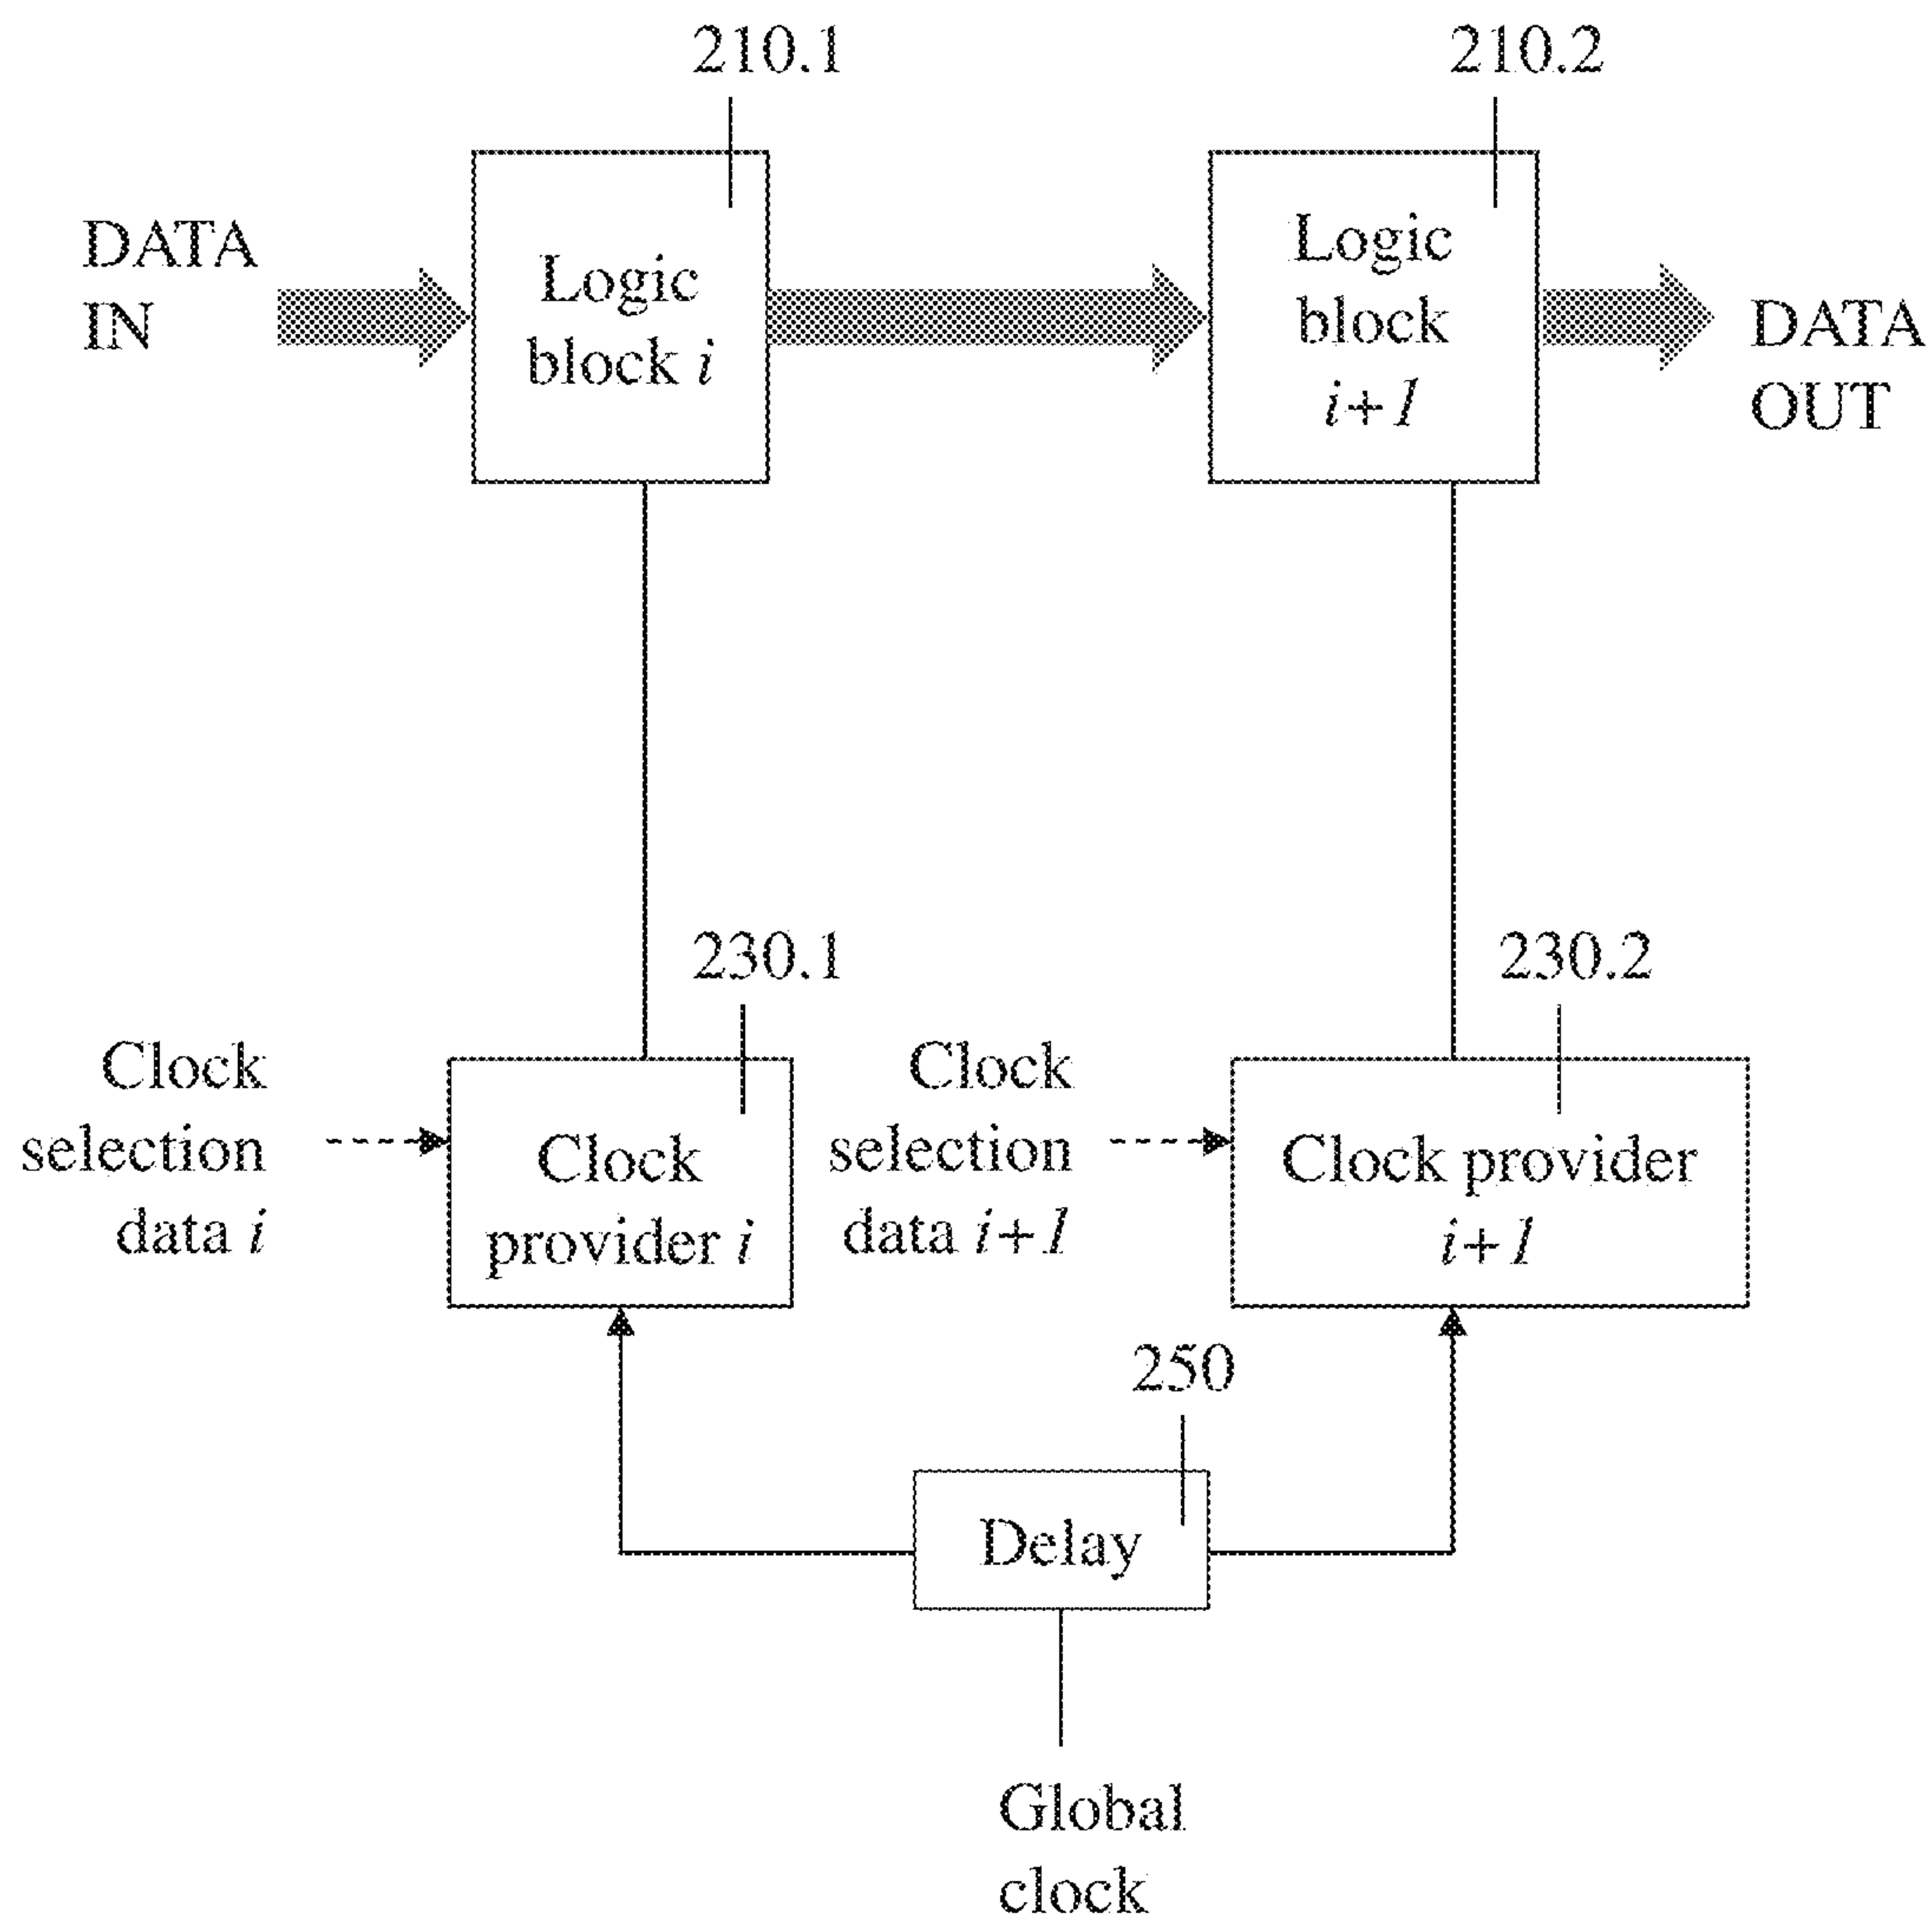 210.1
210.2
DATA
IN
Logic
block i
Logic
block
i+1
DATA
OUT
230.1
230.2
Clock
selection
data i
Clock
provider i
Clock
selection
data i+1
Clock provider
i+1
250
Delay
Global
clock